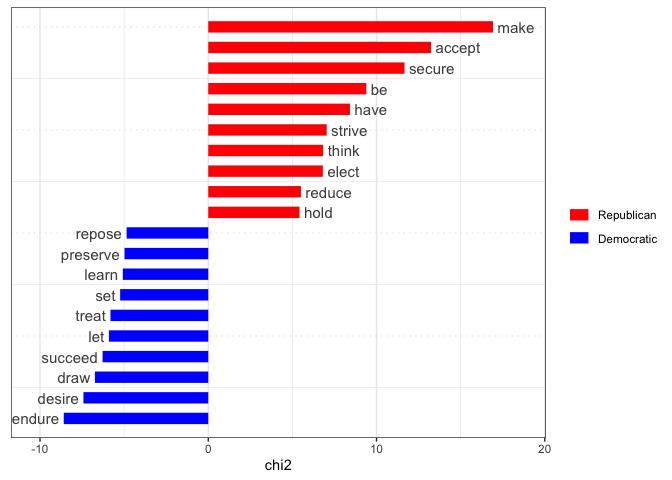 make
accept
secure
be
have
strive
think
elect
reduce
hold
repose
preserve
learn
set
treat
let
succeed
draw
desire
endure
Republican
Democratic
-10 0 10 20
chi2